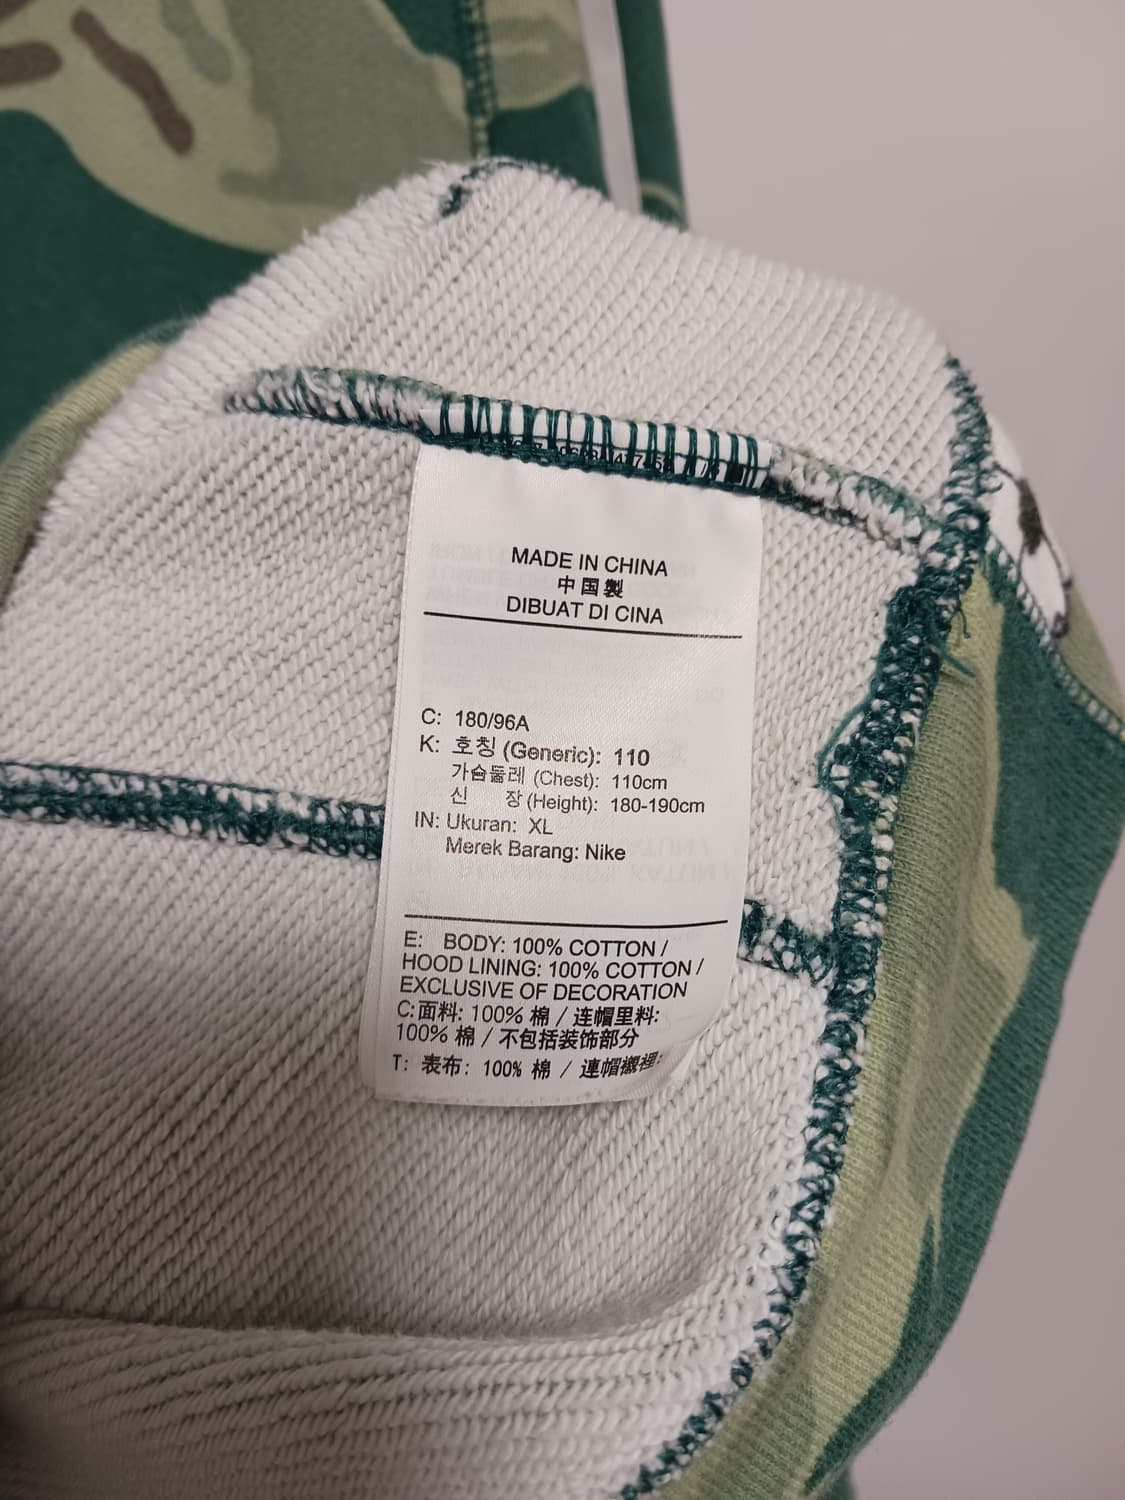 MADE IN CHINA
中国製
DIBUAT DI CINA
C: 180/96A
K: 호칭 (Generic): 110
가슴둘레 (Chest): 110cm
신 장 (Height): 180-190cm
IN: Ukuran: XL
Merek Barang: Nike
E: BODY: 100% COTTON /
HOOD LINING: 100% COTTON /
EXCLUSIVE OF DECORATION
C:面料: 100% 棉 / 连帽里料:
100% 棉 / 不包括装饰部分
T: 表布: 100% 棉 / 連帽襯裡: